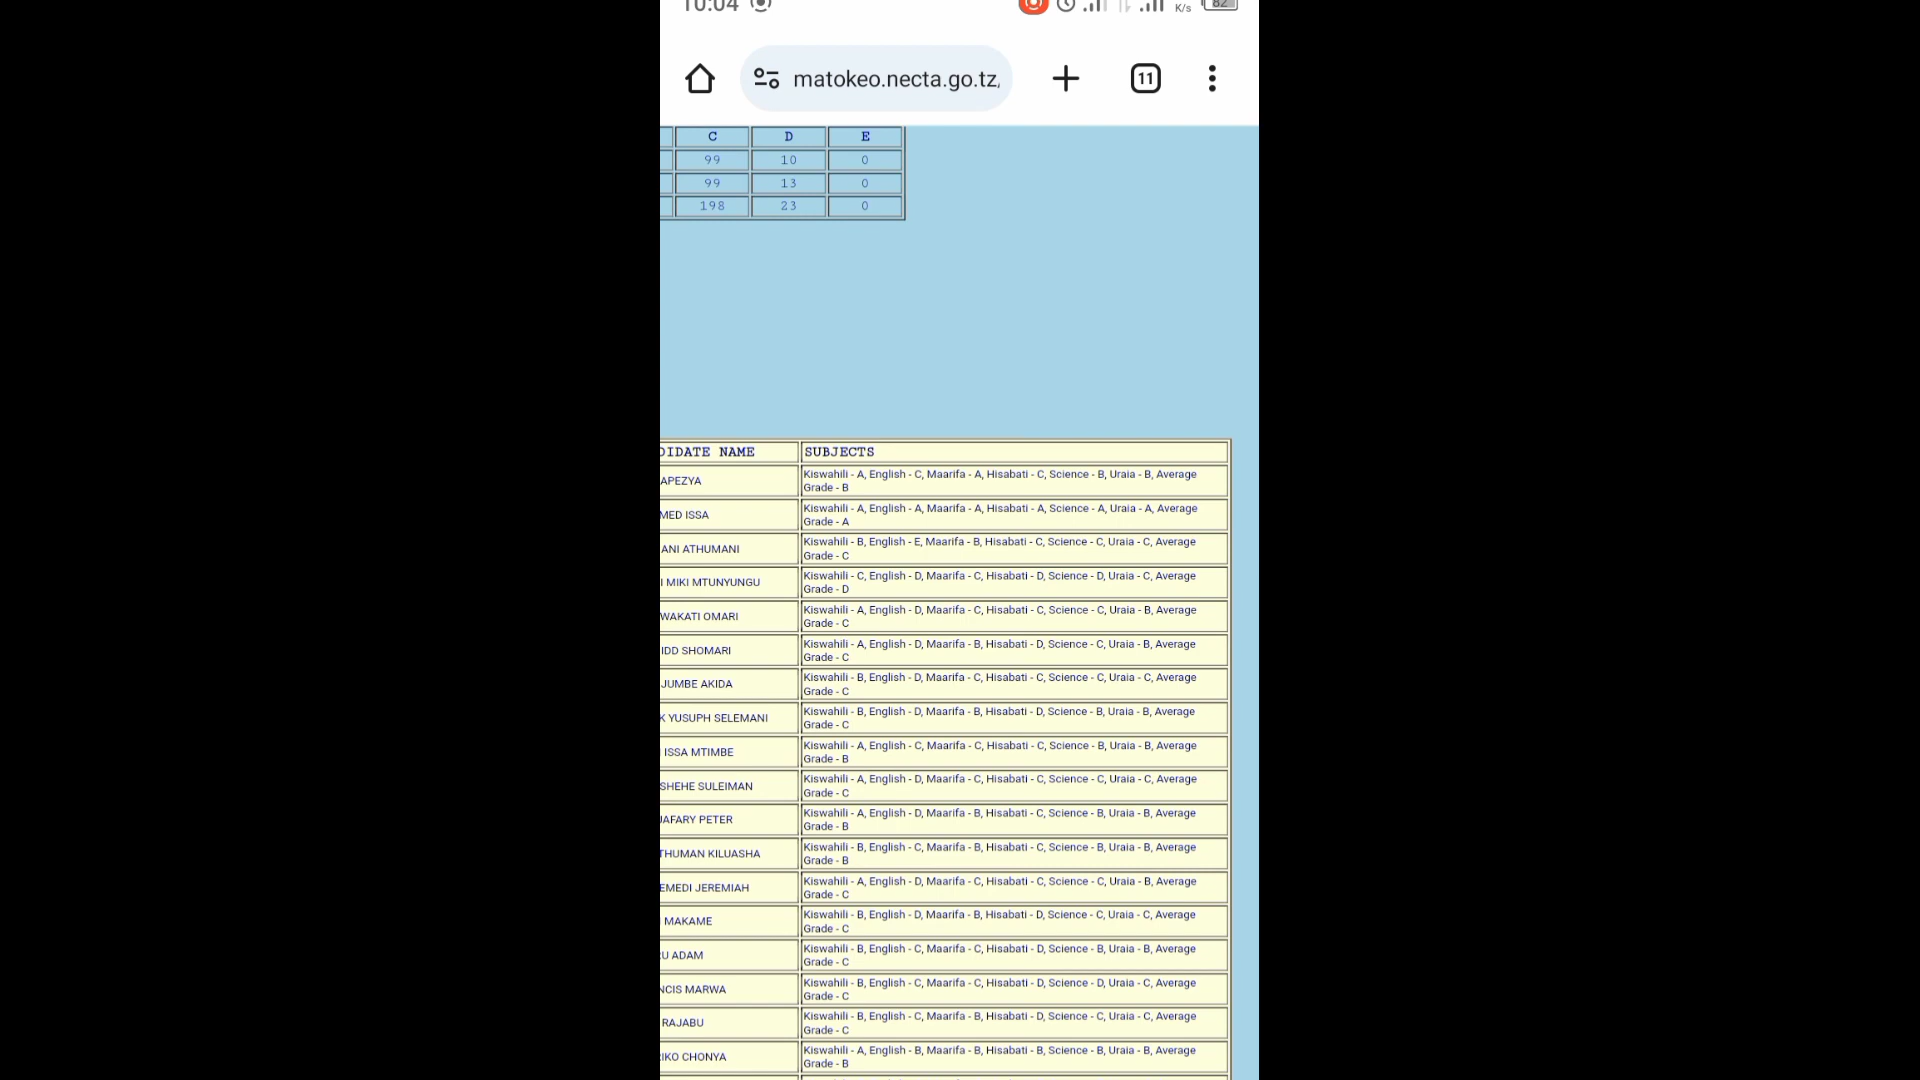 10:04 K/s 82
matokeo.necta.go.tz, 11
C D E
99 10 0
99 13 0
198 23 0
DIDATE NAME SUBJECTS
APEZYA Kiswahili - A, English - C, Maarifa - A, Hisabati - C, Science - B, Uraia - B, Average
Grade - B
MED ISSA Kiswahili - A, English - A, Maarifa - A, Hisabati - A, Science - A, Uraia - A, Average
Grade - A
ANI ATHUMANI Kiswahili - B, English - E, Maarifa - B, Hisabati - C, Science - C, Uraia - C, Average
Grade - C
I MIKI MTUNYUNGU Kiswahili - C, English - D, Maarifa - C, Hisabati - D, Science - D, Uraia - C, Average
Grade - D
WAKATI OMARI Kiswahili - A, English - D, Maarifa - C, Hisabati - C, Science - C, Uraia - B, Average
Grade - C
IDD SHOMARI Kiswahili - A, English - D, Maarifa - B, Hisabati - D, Science - C, Uraia - B, Average
Grade - C
JUMBE AKIDA Kiswahili - B, English - D, Maarifa - C, Hisabati - C, Science - C, Uraia - C, Average
Grade - C
K YUSUPH SELEMANI Kiswahili - B, English - D, Maarifa - B, Hisabati - D, Science - B, Uraia - B, Average
Grade - C
ISSA MTIMBE Kiswahili - A, English - C, Maarifa - C, Hisabati - C, Science - B, Uraia - B, Average
Grade - B
SHEHE SULEIMAN Kiswahili - A, English - D, Maarifa - C, Hisabati - C, Science - C, Uraia - C, Average
Grade - C
JAFARY PETER Kiswahili - A, English - D, Maarifa - B, Hisabati - C, Science - B, Uraia - B, Average
Grade - B
THUMAN KILUASHA Kiswahili - B, English - C, Maarifa - B, Hisabati - C, Science - B, Uraia - B, Average
Grade - B
EMEDI JEREMIAH Kiswahili - A, English - D, Maarifa - C, Hisabati - C, Science - C, Uraia - B, Average
Grade - C
MAKAME Kiswahili - B, English - D, Maarifa - B, Hisabati - D, Science - C, Uraia - C, Average
Grade - C
RU ADAM Kiswahili - B, English - C, Maarifa - C, Hisabati - D, Science - B, Uraia - B, Average
Grade - C
NCIS MARWA Kiswahili - B, English - C, Maarifa - C, Hisabati - D, Science - D, Uraia - C, Average
Grade - C
RAJABU Kiswahili - B, English - C, Maarifa - B, Hisabati - D, Science - C, Uraia - B, Average
Grade - C
RIKO CHONYA Kiswahili - A, English - B, Maarifa - B, Hisabati - B, Science - B, Uraia - B, Average
Grade - B